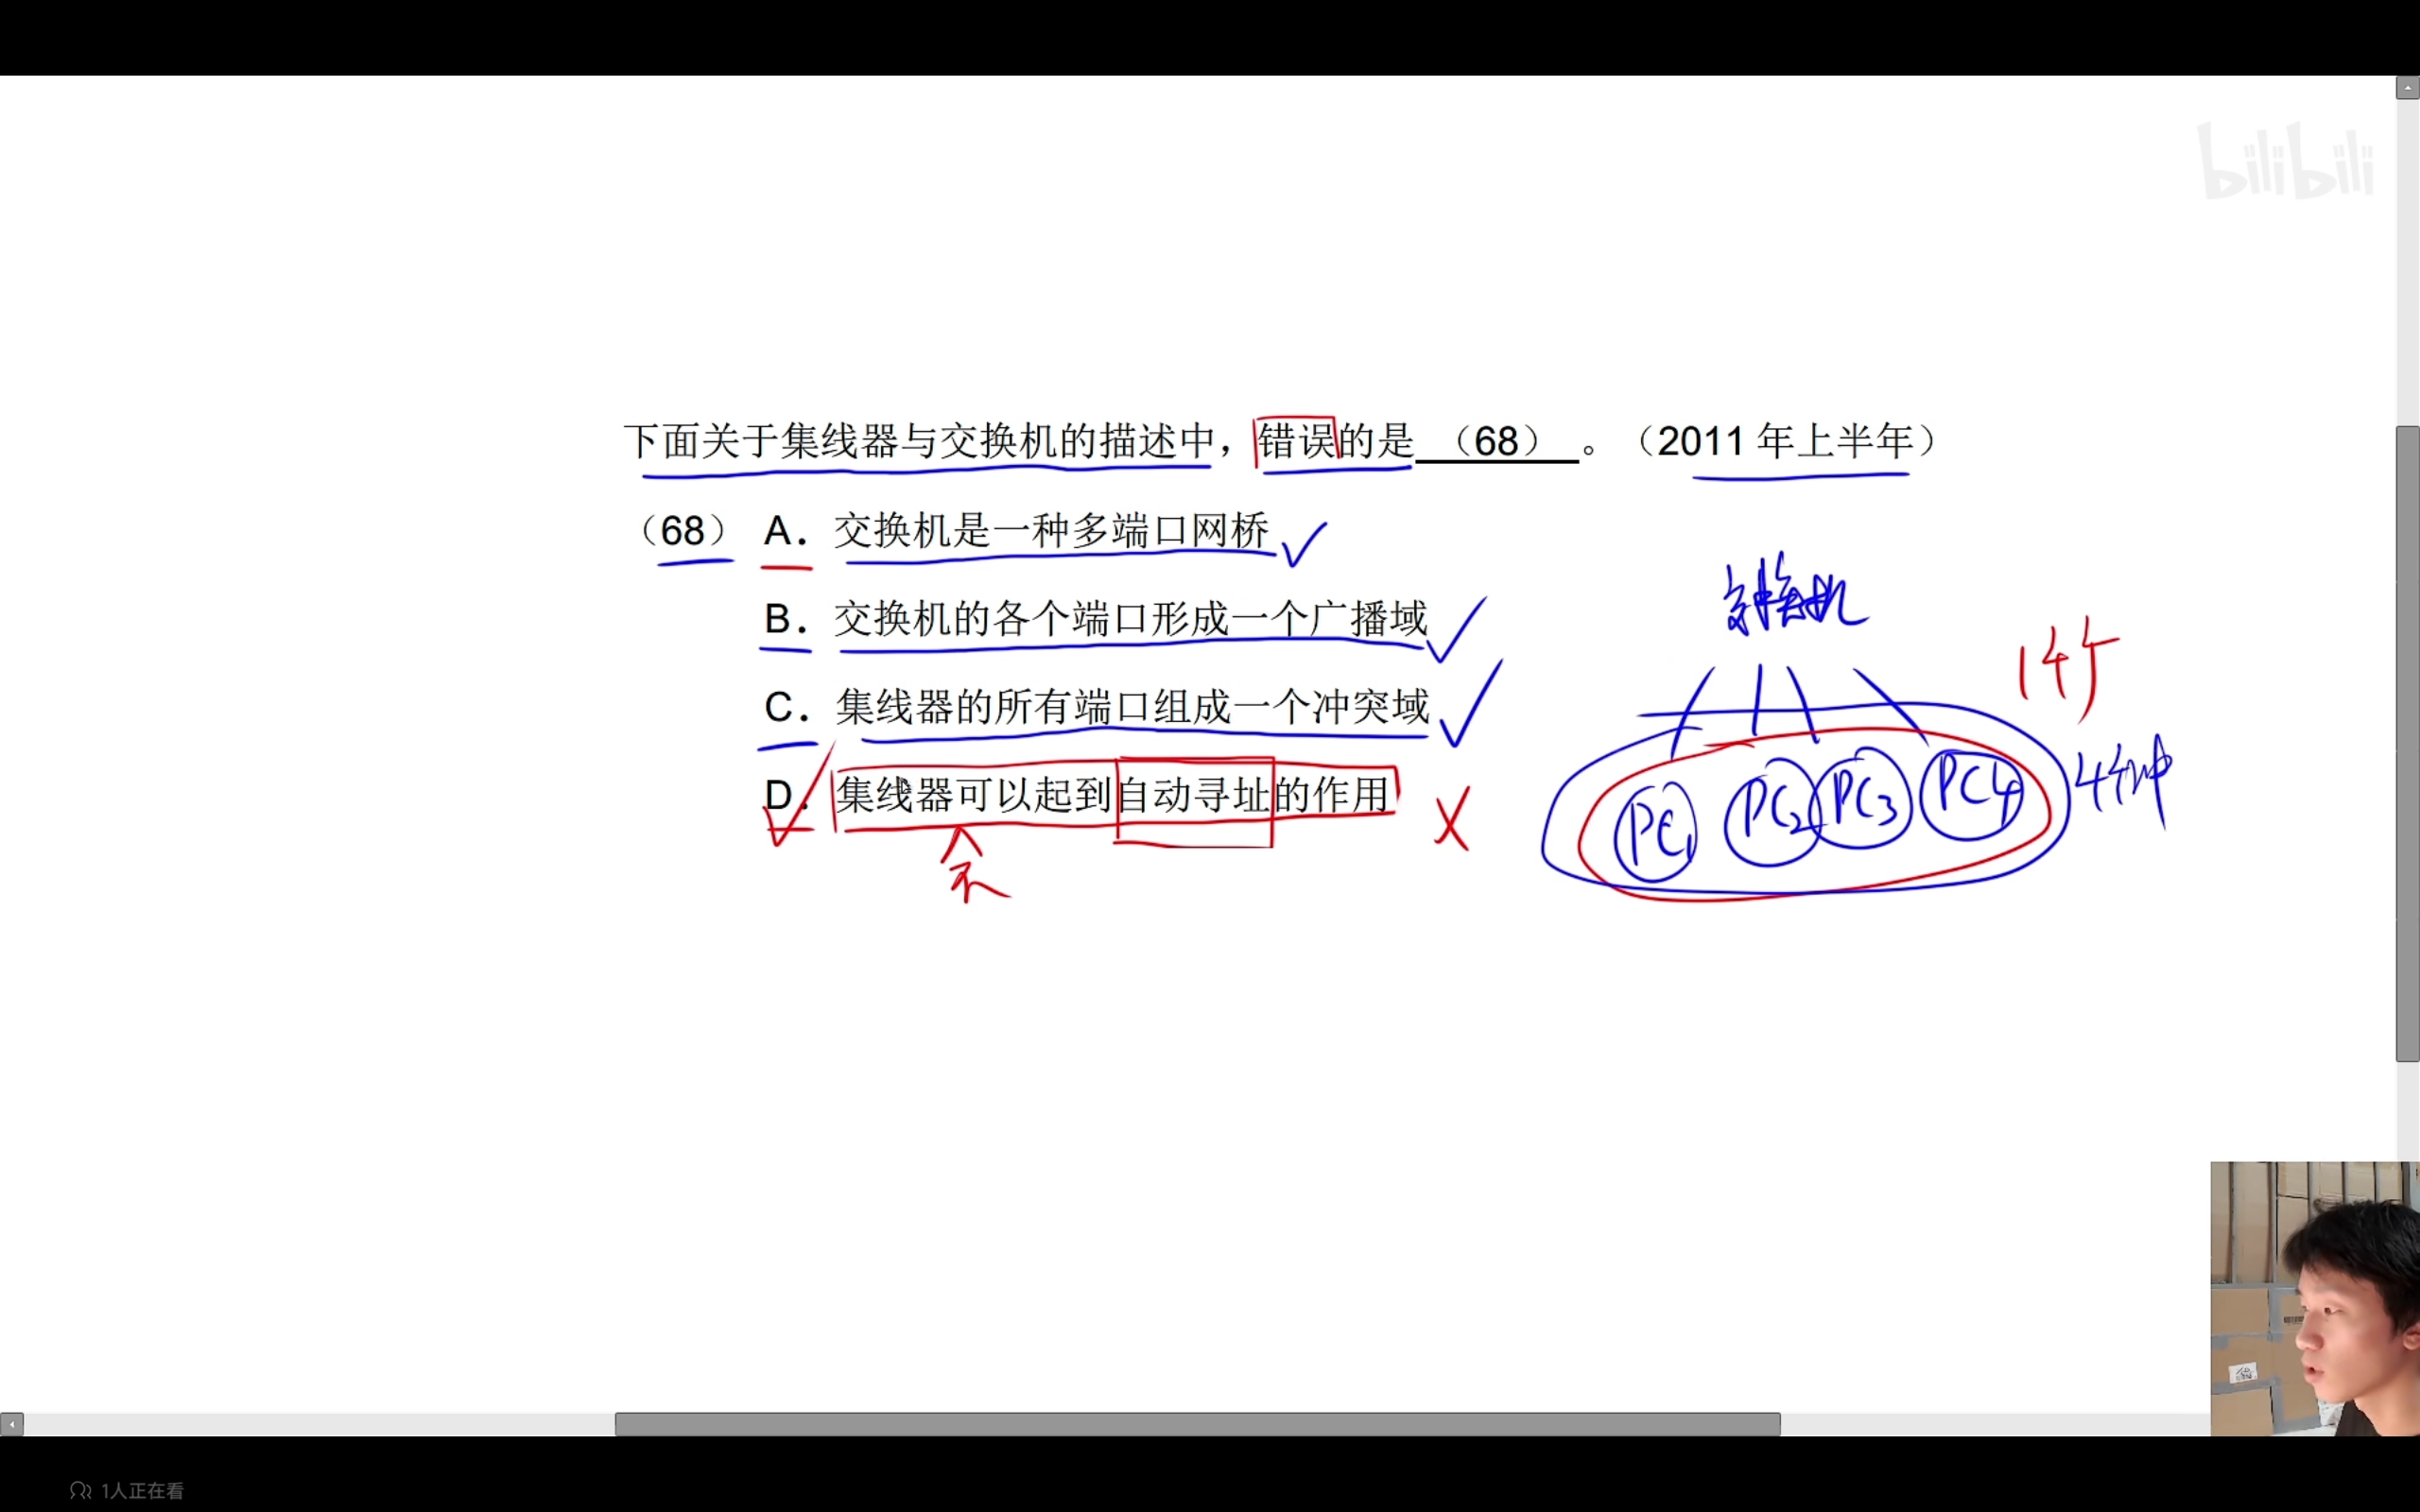 bilibili
下面关于集线器与交换机的描述中，错误的是（68）。（2011 年上半年）
（68） A．交换机是一种多端口网桥
B．交换机的各个端口形成一个广播域
交换机
C．集线器的所有端口组成一个冲突域
1个
D．集线器可以起到自动寻址的作用
不
PC1 PC2 PC3 PC4
4个冲
1人正在看